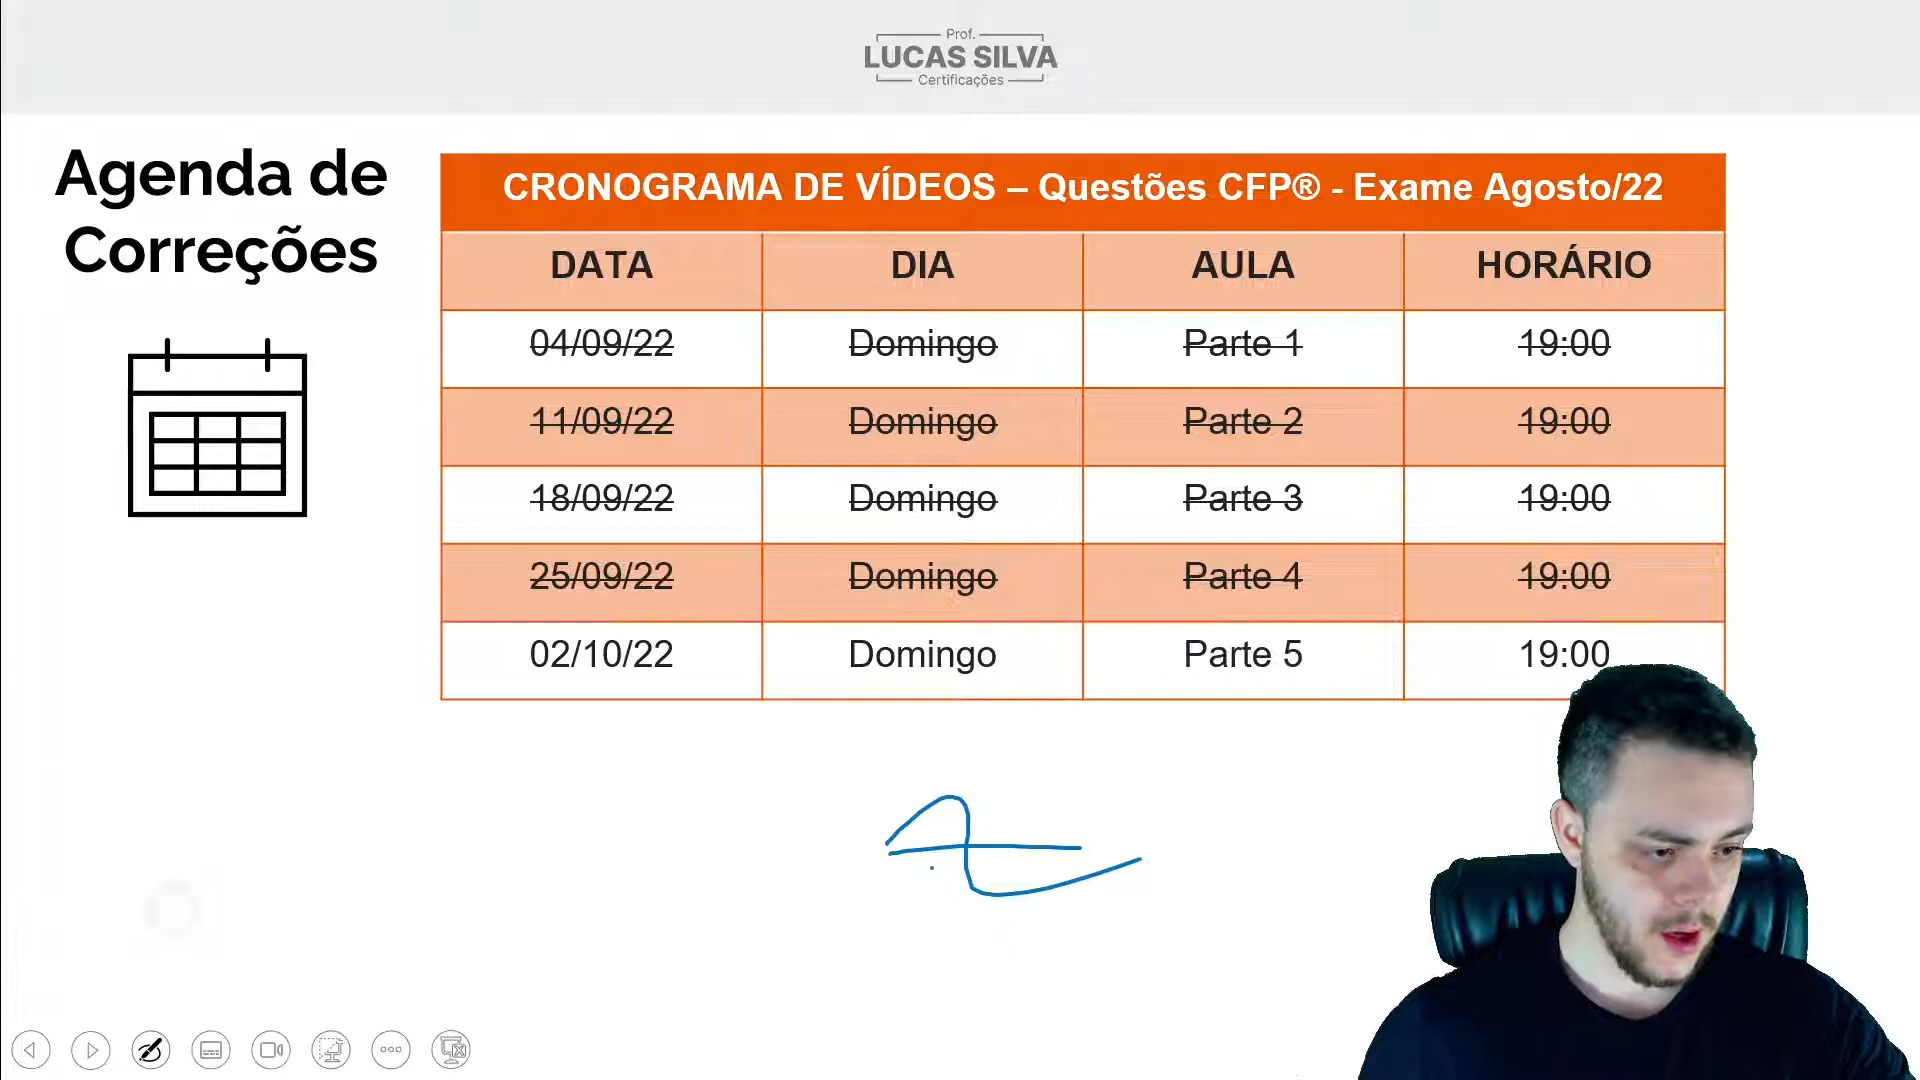 Prof.
LUCAS SILVA
Certificações
Agenda de
Correções
CRONOGRAMA DE VÍDEOS – Questões CFP® - Exame Agosto/22
DATA DIA AULA HORÁRIO
04/09/22 Domingo Parte 1 19:00
11/09/22 Domingo Parte 2 19:00
18/09/22 Domingo Parte 3 19:00
25/09/22 Domingo Parte 4 19:00
02/10/22 Domingo Parte 5 19:00